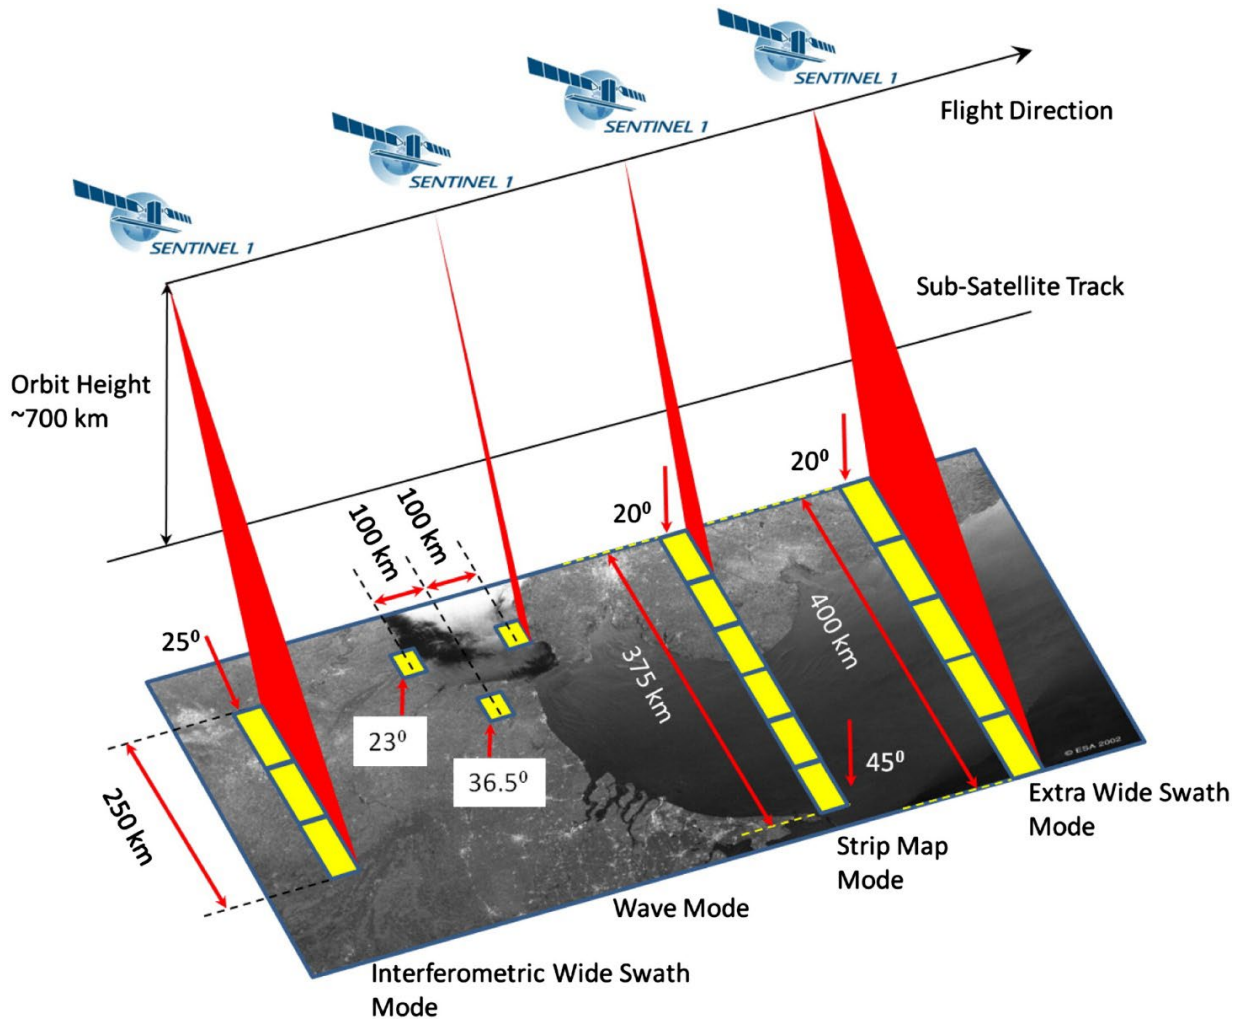 SENTINEL 1
SENTINEL 1
SENTINEL 1
SENTINEL 1
Flight Direction
Sub-Satellite Track
Orbit Height
~700 km
100 km
100 km
20⁰
20⁰
25⁰
250 km
23⁰
36.5⁰
375 km
400 km
45⁰
© ESA 2002
Extra Wide Swath
Mode
Strip Map
Mode
Wave Mode
Interferometric Wide Swath
Mode